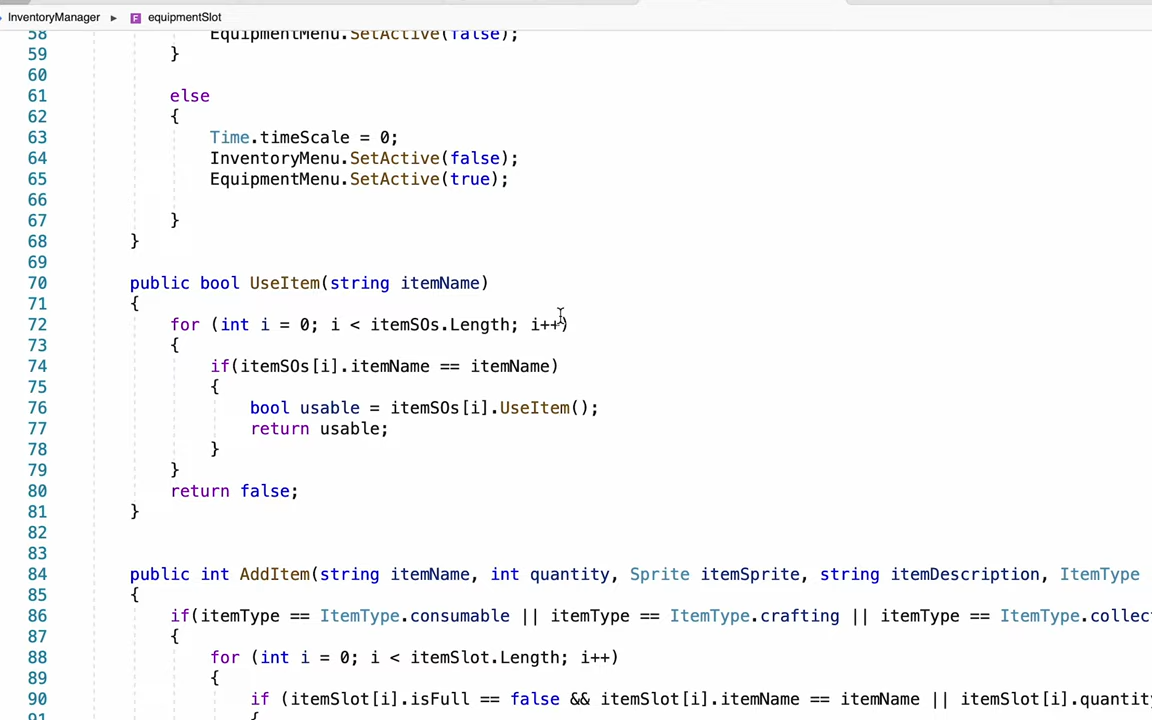 InventoryManager ▸ F equipmentSlot
58 EquipmentMenu.SetActive(false);
59 }
60
61 else
62 {
63 Time.timeScale = 0;
64 InventoryMenu.SetActive(false);
65 EquipmentMenu.SetActive(true);
66
67 }
68 }
69
70 public bool UseItem(string itemName)
71 {
72 for (int i = 0; i < itemSOs.Length; i++)
73 {
74 if(itemSOs[i].itemName == itemName)
75 {
76 bool usable = itemSOs[i].UseItem();
77 return usable;
78 }
79 }
80 return false;
81 }
82
83
84 public int AddItem(string itemName, int quantity, Sprite itemSprite, string itemDescription, ItemType
85 {
86 if(itemType == ItemType.consumable || itemType == ItemType.crafting || itemType == ItemType.collec
87 {
88 for (int i = 0; i < itemSlot.Length; i++)
89 {
90 if (itemSlot[i].isFull == false && itemSlot[i].itemName == itemName || itemSlot[i].quantity
91 {